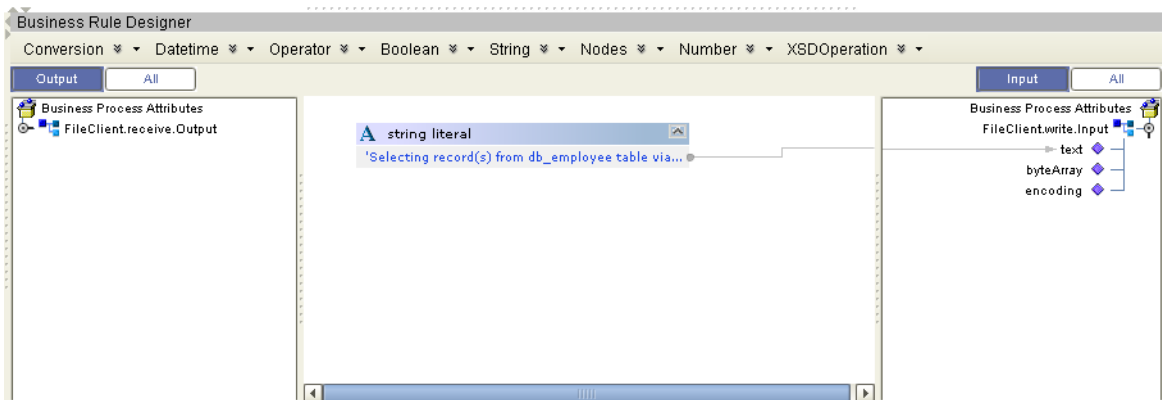 Business Rule Designer
Conversion Datetime Operator Boolean String Nodes Number XSDOperation
Output All Input All
Business Process Attributes
FileClient.receive.Output
A string literal
'Selecting record(s) from db_employee table via...
Business Process Attributes
FileClient.write.Input
text
byteArray
encoding